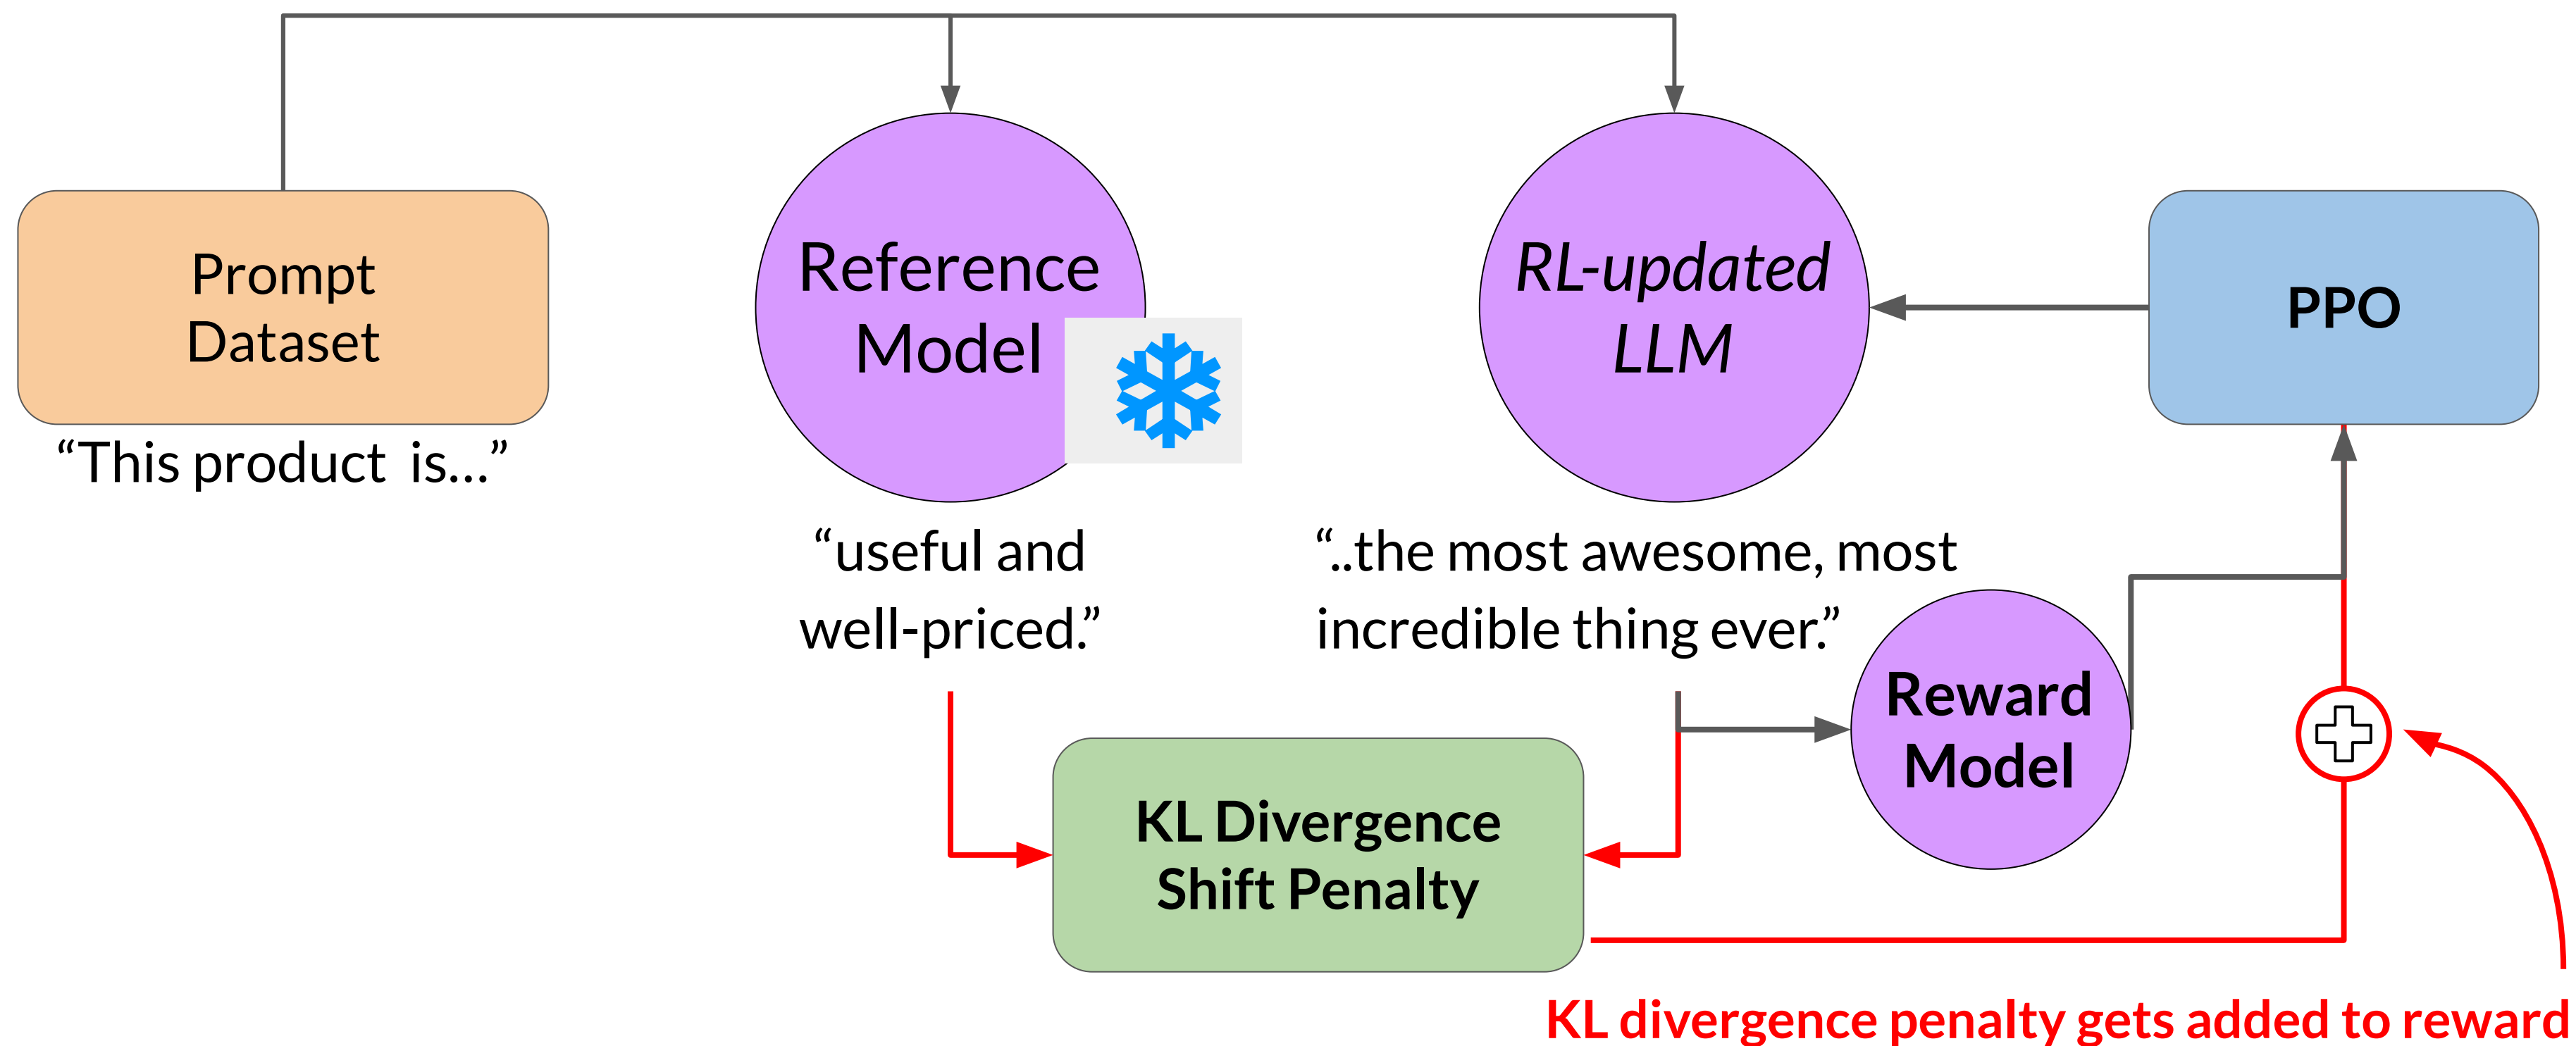 Prompt
Dataset
“This product  is...”
Reference
Model
“useful and
well-priced.”
RL-updated
LLM
“..the most awesome, most
incredible thing ever.”
PPO
Reward
Model
KL Divergence
Shift Penalty
KL divergence penalty gets added to reward